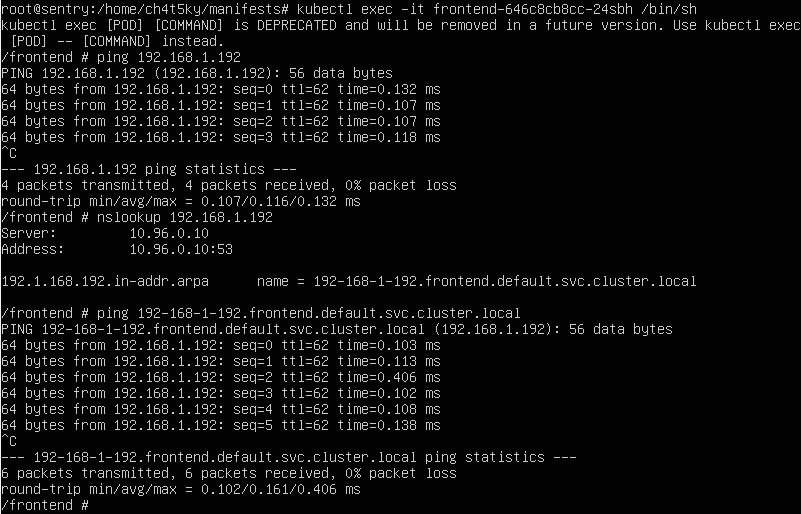 root@sentry:/home/ch4t5ky/manifests# kubectl exec -it frontend-646c8cb8cc-24sbh /bin/sh
kubectl exec [POD] [COMMAND] is DEPRECATED and will be removed in a future version. Use kubectl exec
 [POD] -- [COMMAND] instead.
/frontend # ping 192.168.1.192
PING 192.168.1.192 (192.168.1.192): 56 data bytes
64 bytes from 192.168.1.192: seq=0 ttl=62 time=0.132 ms
64 bytes from 192.168.1.192: seq=1 ttl=62 time=0.107 ms
64 bytes from 192.168.1.192: seq=2 ttl=62 time=0.107 ms
64 bytes from 192.168.1.192: seq=3 ttl=62 time=0.118 ms
^C
--- 192.168.1.192 ping statistics ---
4 packets transmitted, 4 packets received, 0% packet loss
round-trip min/avg/max = 0.107/0.116/0.132 ms
/frontend # nslookup 192.168.1.192
Server:         10.96.0.10
Address:        10.96.0.10:53

192.1.168.192.in-addr.arpa      name = 192-168-1-192.frontend.default.svc.cluster.local

/frontend # ping 192-168-1-192.frontend.default.svc.cluster.local
PING 192-168-1-192.frontend.default.svc.cluster.local (192.168.1.192): 56 data bytes
64 bytes from 192.168.1.192: seq=0 ttl=62 time=0.103 ms
64 bytes from 192.168.1.192: seq=1 ttl=62 time=0.113 ms
64 bytes from 192.168.1.192: seq=2 ttl=62 time=0.406 ms
64 bytes from 192.168.1.192: seq=3 ttl=62 time=0.102 ms
64 bytes from 192.168.1.192: seq=4 ttl=62 time=0.108 ms
64 bytes from 192.168.1.192: seq=5 ttl=62 time=0.138 ms
^C
--- 192-168-1-192.frontend.default.svc.cluster.local ping statistics ---
6 packets transmitted, 6 packets received, 0% packet loss
round-trip min/avg/max = 0.102/0.161/0.406 ms
/frontend #